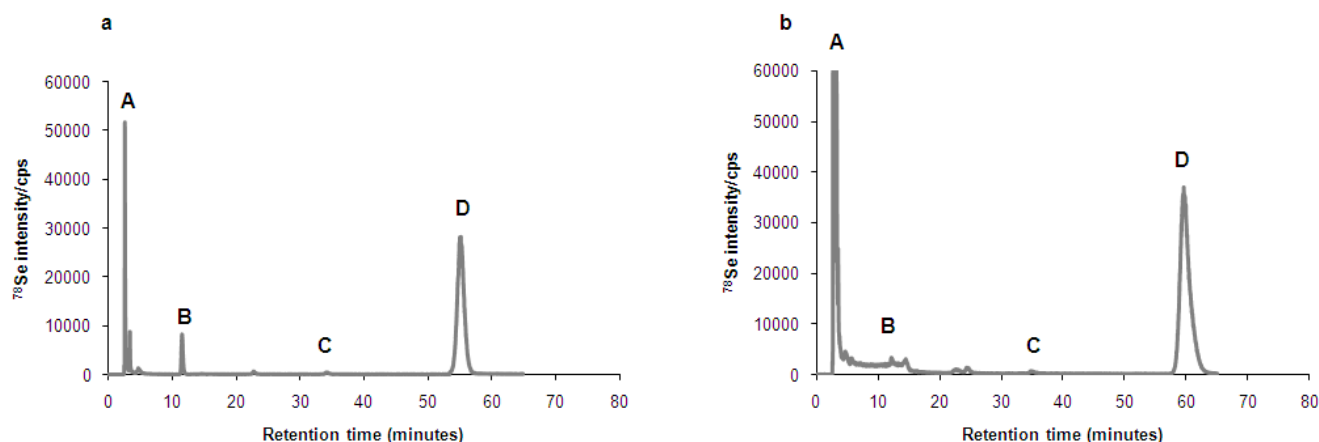 a
A
B
C
D
60000
50000
40000
30000
20000
10000
0
0 10 20 30 40 50 60 70 80
⁷⁸Se intensity/cps
Retention time (minutes)
b
A
B
C
D
60000
50000
40000
30000
20000
10000
0
0 10 20 30 40 50 60 70 80
⁷⁸Se intensity/cps
Retention time (minutes)